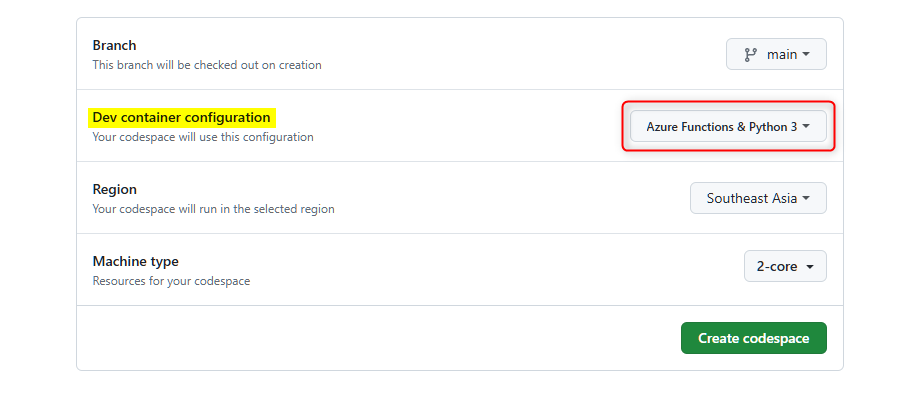 Branch
This branch will be checked out on creation
main
Dev container configuration
Your codespace will use this configuration
Azure Functions & Python 3
Region
Your codespace will run in the selected region
Southeast Asia
Machine type
Resources for your codespace
2-core
Create codespace